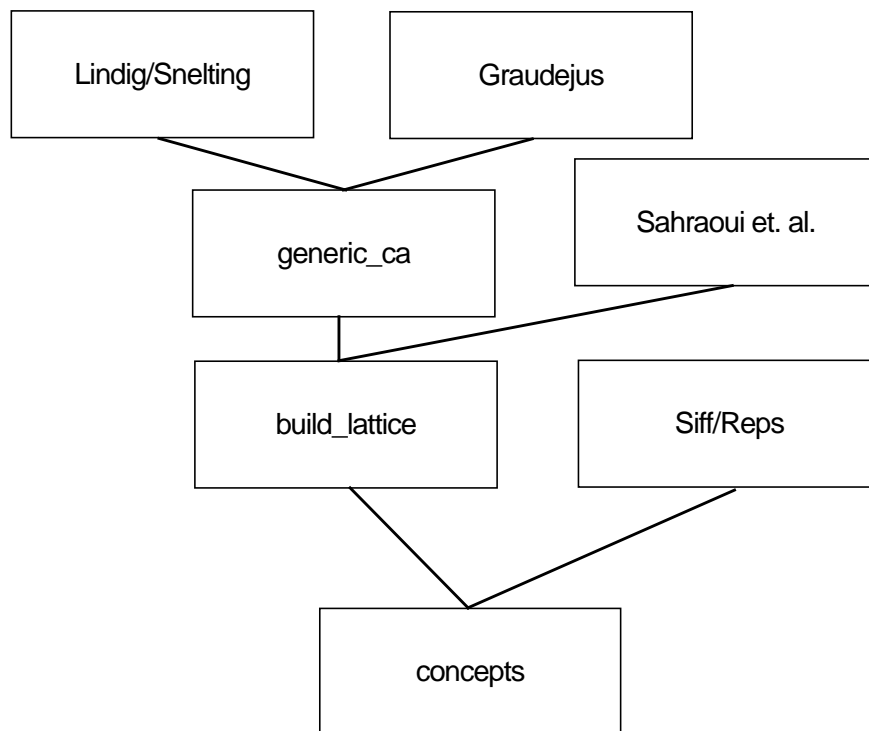 Lindig/Snelting
Graudejus
Sahraoui et. al.
generic_ca
build_lattice
Siff/Reps
concepts